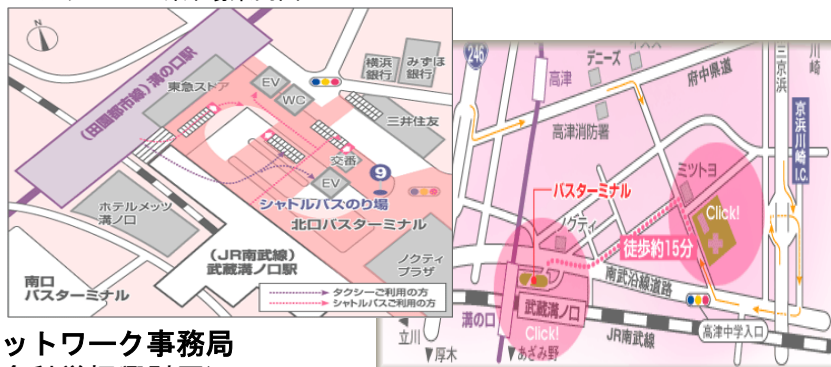 N
(田園都市線)溝の口駅
東急ストア
EV
WC
横浜
銀行
みずほ
銀行
三井住友
交番
9
EV
シャトルバスのり場
北口バスターミナル
ホテルメッツ
溝ノ口
(JR南武線)
武蔵溝ノ口駅
ノクティ
プラザ
南口
バスターミナル
タクシーご利用の方
シャトルバスご利用の方
246
高津
デニーズ
府中県道
三京浜
川崎
京浜川崎I.C.
高津消防署
ミツトヨ
Click!
バスターミナル
ノクティ
徒歩約15分
南武沿線道路
武蔵溝ノ口
溝の口
Click!
高津中学入口
JR南武線
立川
厚木
あざみ野
ットワーク事務局